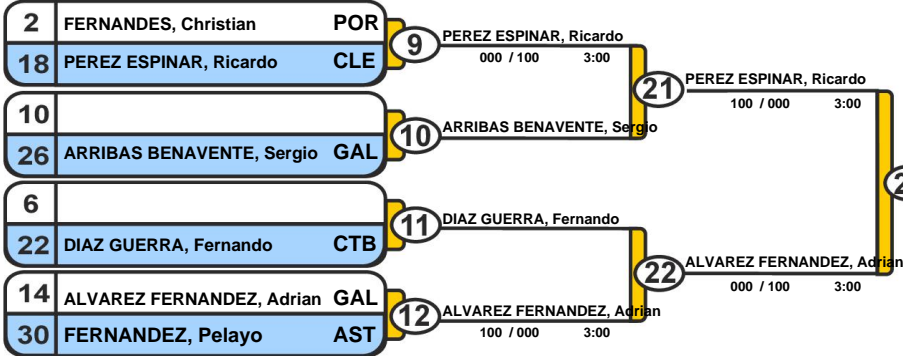 2 FERNANDES, Christian POR
18 PEREZ ESPINAR, Ricardo CLE
9
PEREZ ESPINAR, Ricardo
000 / 100 3:00
10
26 ARRIBAS BENAVENTE, Sergio GAL
10
ARRIBAS BENAVENTE, Sergio
21
PEREZ ESPINAR, Ricardo
100 / 000 3:00
6
22 DIAZ GUERRA, Fernando CTB
11
DIAZ GUERRA, Fernando
14 ALVAREZ FERNANDEZ, Adrian GAL
30 FERNANDEZ, Pelayo AST
12
ALVAREZ FERNANDEZ, Adrian
100 / 000 3:00
22
ALVAREZ FERNANDEZ, Adrian
000 / 100 3:00